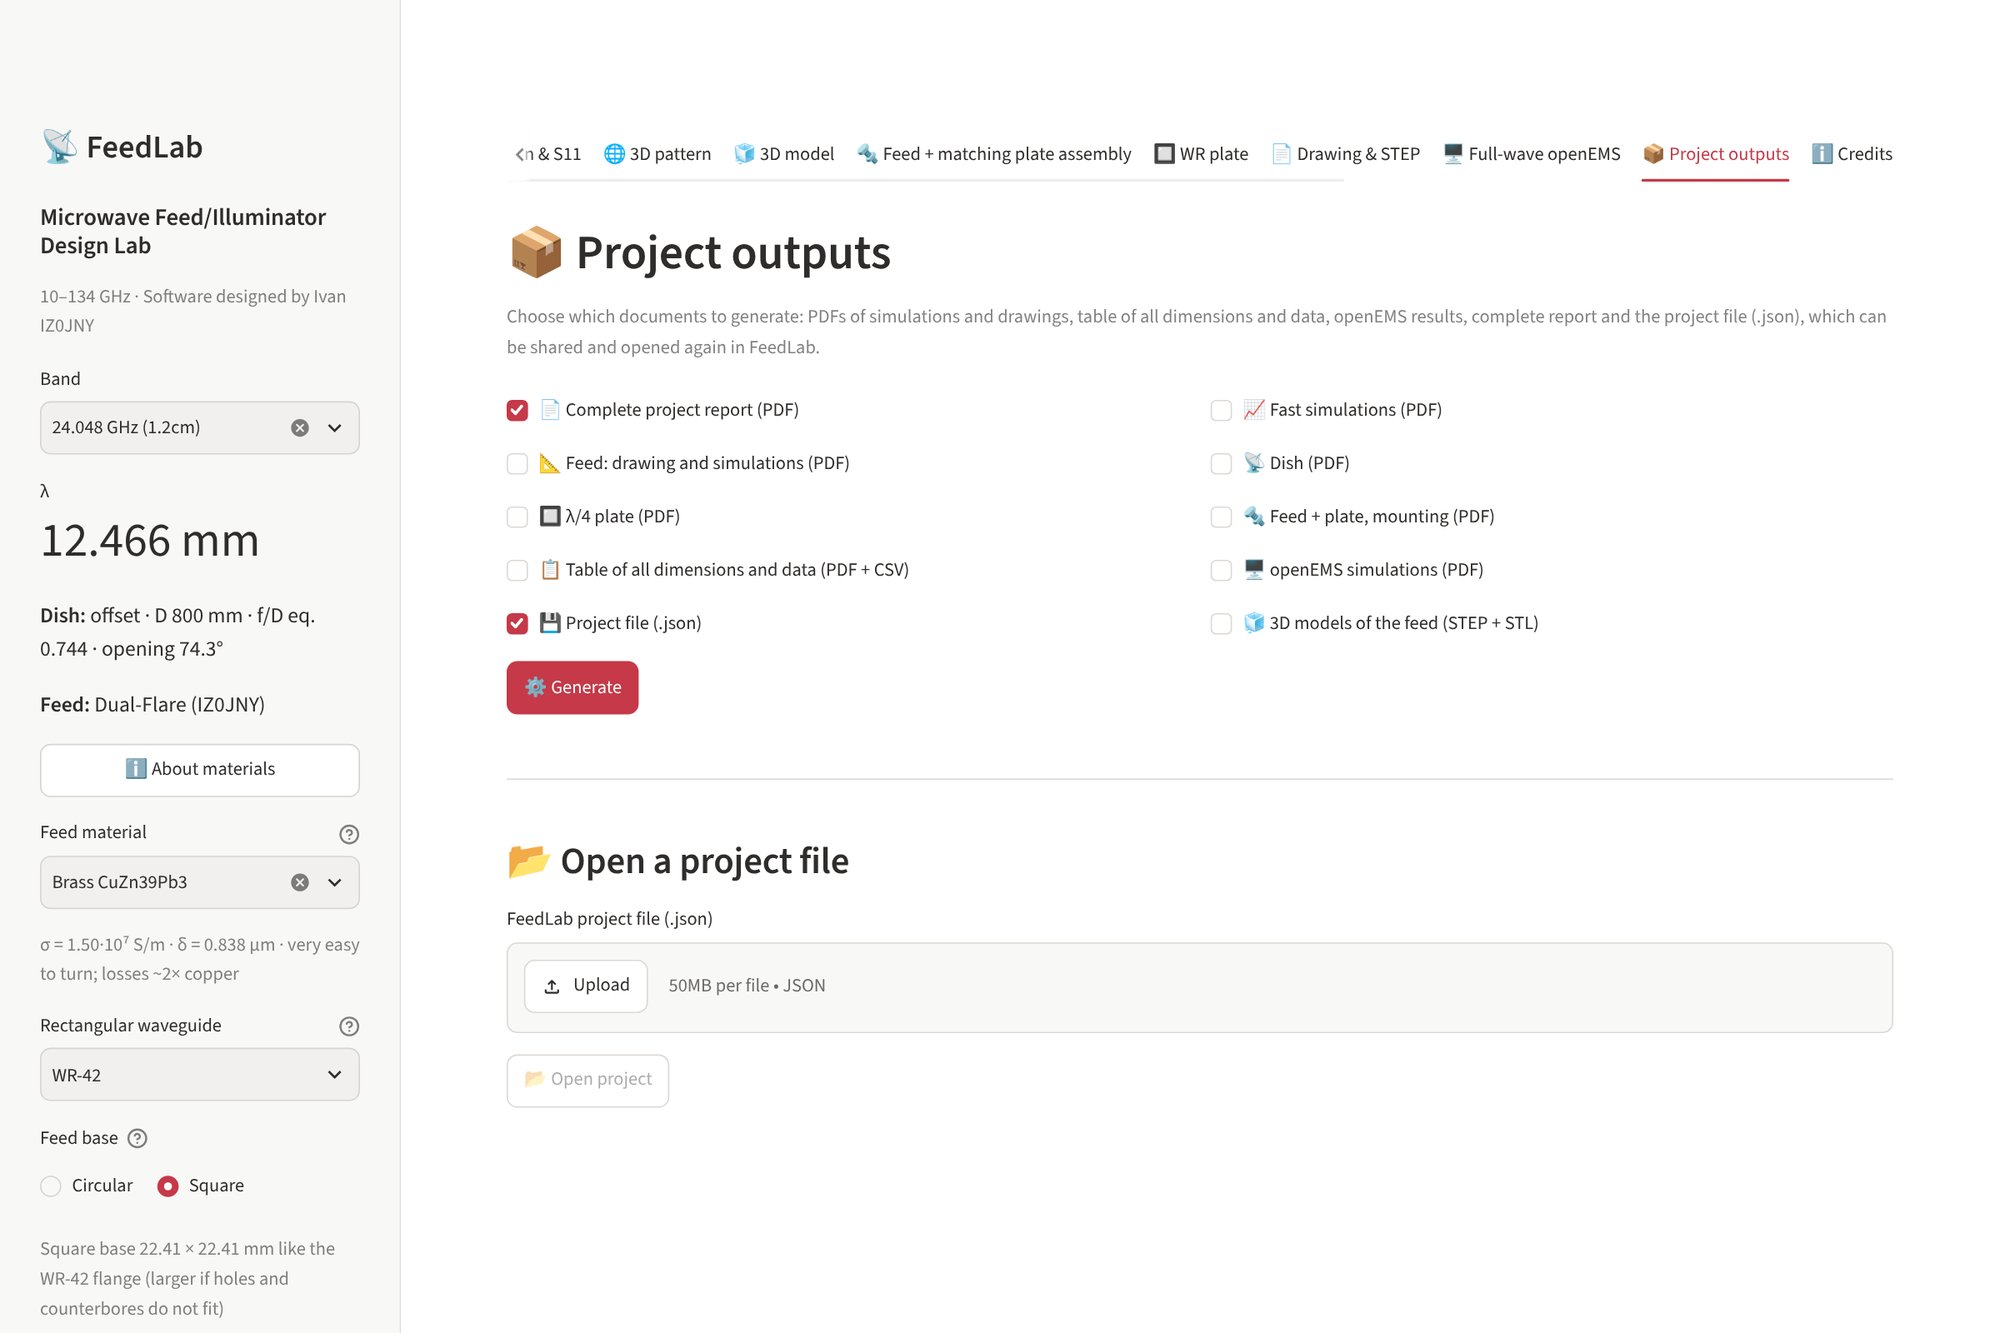 FeedLab
Microwave Feed/Illuminator
Design Lab
10–134 GHz · Software designed by Ivan
IZ0JNY
Band
24.048 GHz (1.2cm)
λ
12.466 mm
Dish: offset · D 800 mm · f/D eq.
0.744 · opening 74.3°
Feed: Dual-Flare (IZ0JNY)
About materials
Feed material
Brass CuZn39Pb3
σ = 1.50·10⁷ S/m · δ = 0.838 µm · very easy
to turn; losses ~2× copper
Rectangular waveguide
WR-42
Feed base
Circular Square
Square base 22.41 × 22.41 mm like the
WR-42 flange (larger if holes and
counterbores do not fit)
n & S11 3D pattern 3D model Feed + matching plate assembly WR plate Drawing & STEP Full-wave openEMS Project outputs Credits
Project outputs
Choose which documents to generate: PDFs of simulations and drawings, table of all dimensions and data, openEMS results, complete report and the project file (.json), which can
be shared and opened again in FeedLab.
Complete project report (PDF)
Feed: drawing and simulations (PDF)
λ/4 plate (PDF)
Table of all dimensions and data (PDF + CSV)
Project file (.json)
Fast simulations (PDF)
Dish (PDF)
Feed + plate, mounting (PDF)
openEMS simulations (PDF)
3D models of the feed (STEP + STL)
Generate
Open a project file
FeedLab project file (.json)
Upload 50MB per file • JSON
Open project